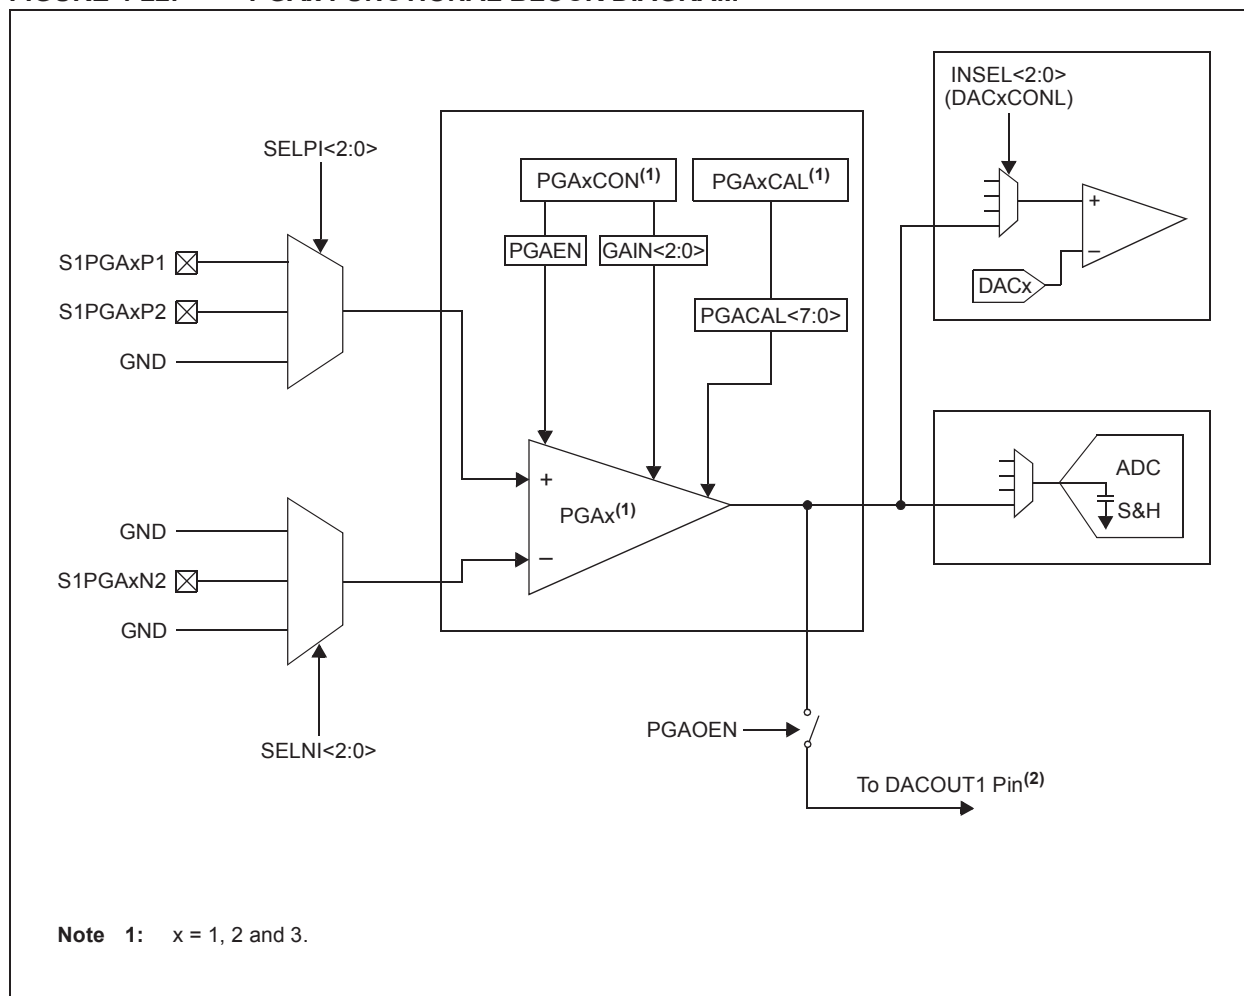 INSEL<2:0>
(DACxCONL)
SELPI<2:0>
PGAxCON(1)
PGAxCAL(1)
PGAEN
GAIN<2:0>
PGACAL<7:0>
S1PGAxP1
S1PGAxP2
GND
+
−
DACx
+
−
PGAx(1)
ADC
S&H
GND
S1PGAxN2
GND
SELNI<2:0>
PGAOEN
To DACOUT1 Pin(2)
Note 1: x = 1, 2 and 3.